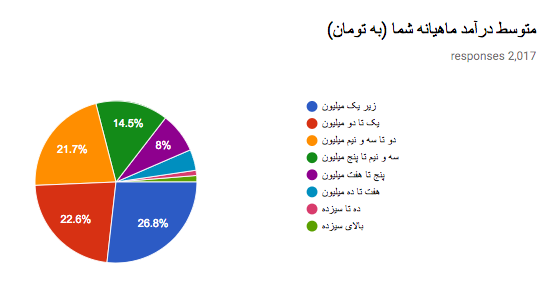 متوسط درآمد ماهیانه شما (به تومان)
2,017 responses
زیر یک میلیون
یک تا دو میلیون
دو تا سه و نیم میلیون
سه و نیم تا پنج میلیون
پنج تا هفت میلیون
هفت تا ده میلیون
ده تا سیزده
بالای سیزده
14.5%
8%
21.7%
22.6%
26.8%